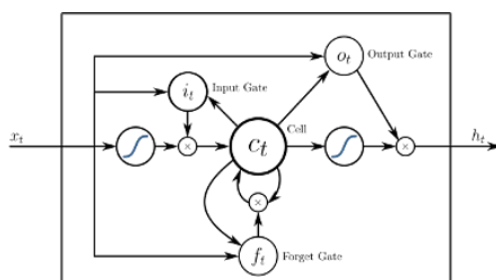 o_t Output Gate
i_t Input Gate
x_t × c_t Cell × h_t
×
f_t Forget Gate